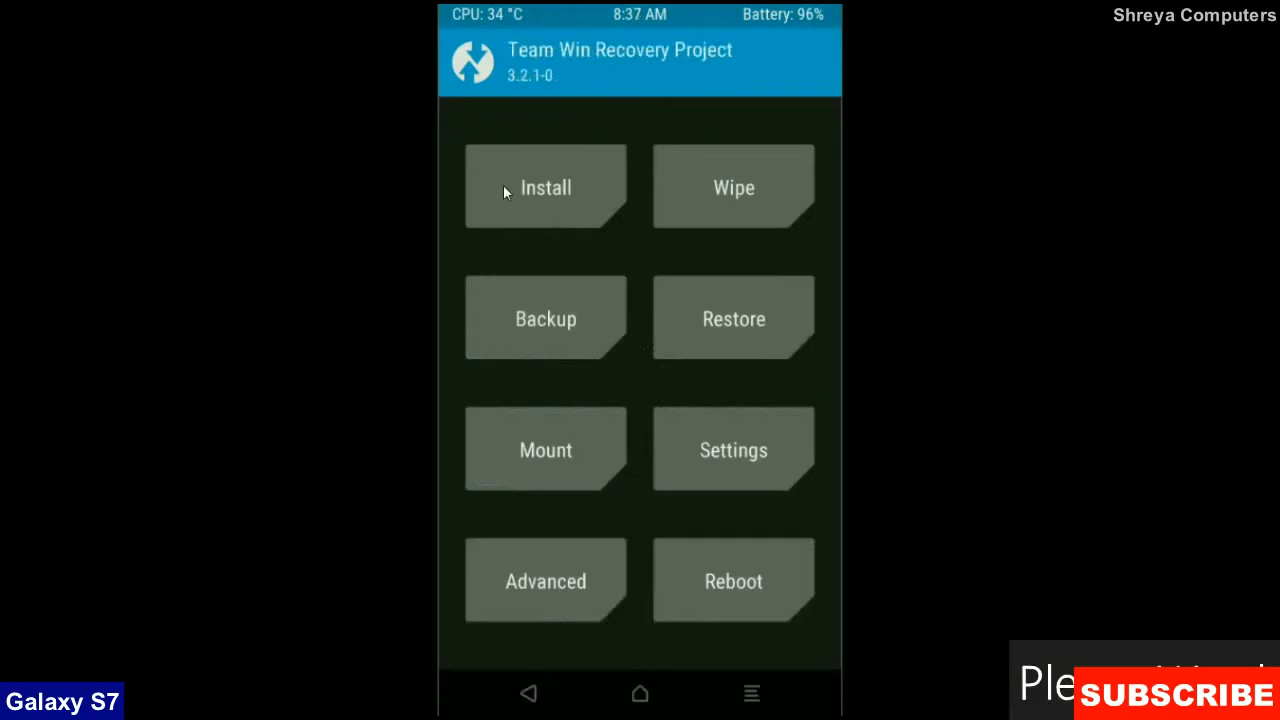 CPU: 34 °C 8:37 AM Battery: 96%
Shreya Computers
Team Win Recovery Project
3.2.1-0
Install Wipe
Backup Restore
Mount Settings
Advanced Reboot
Galaxy S7
SUBSCRIBE